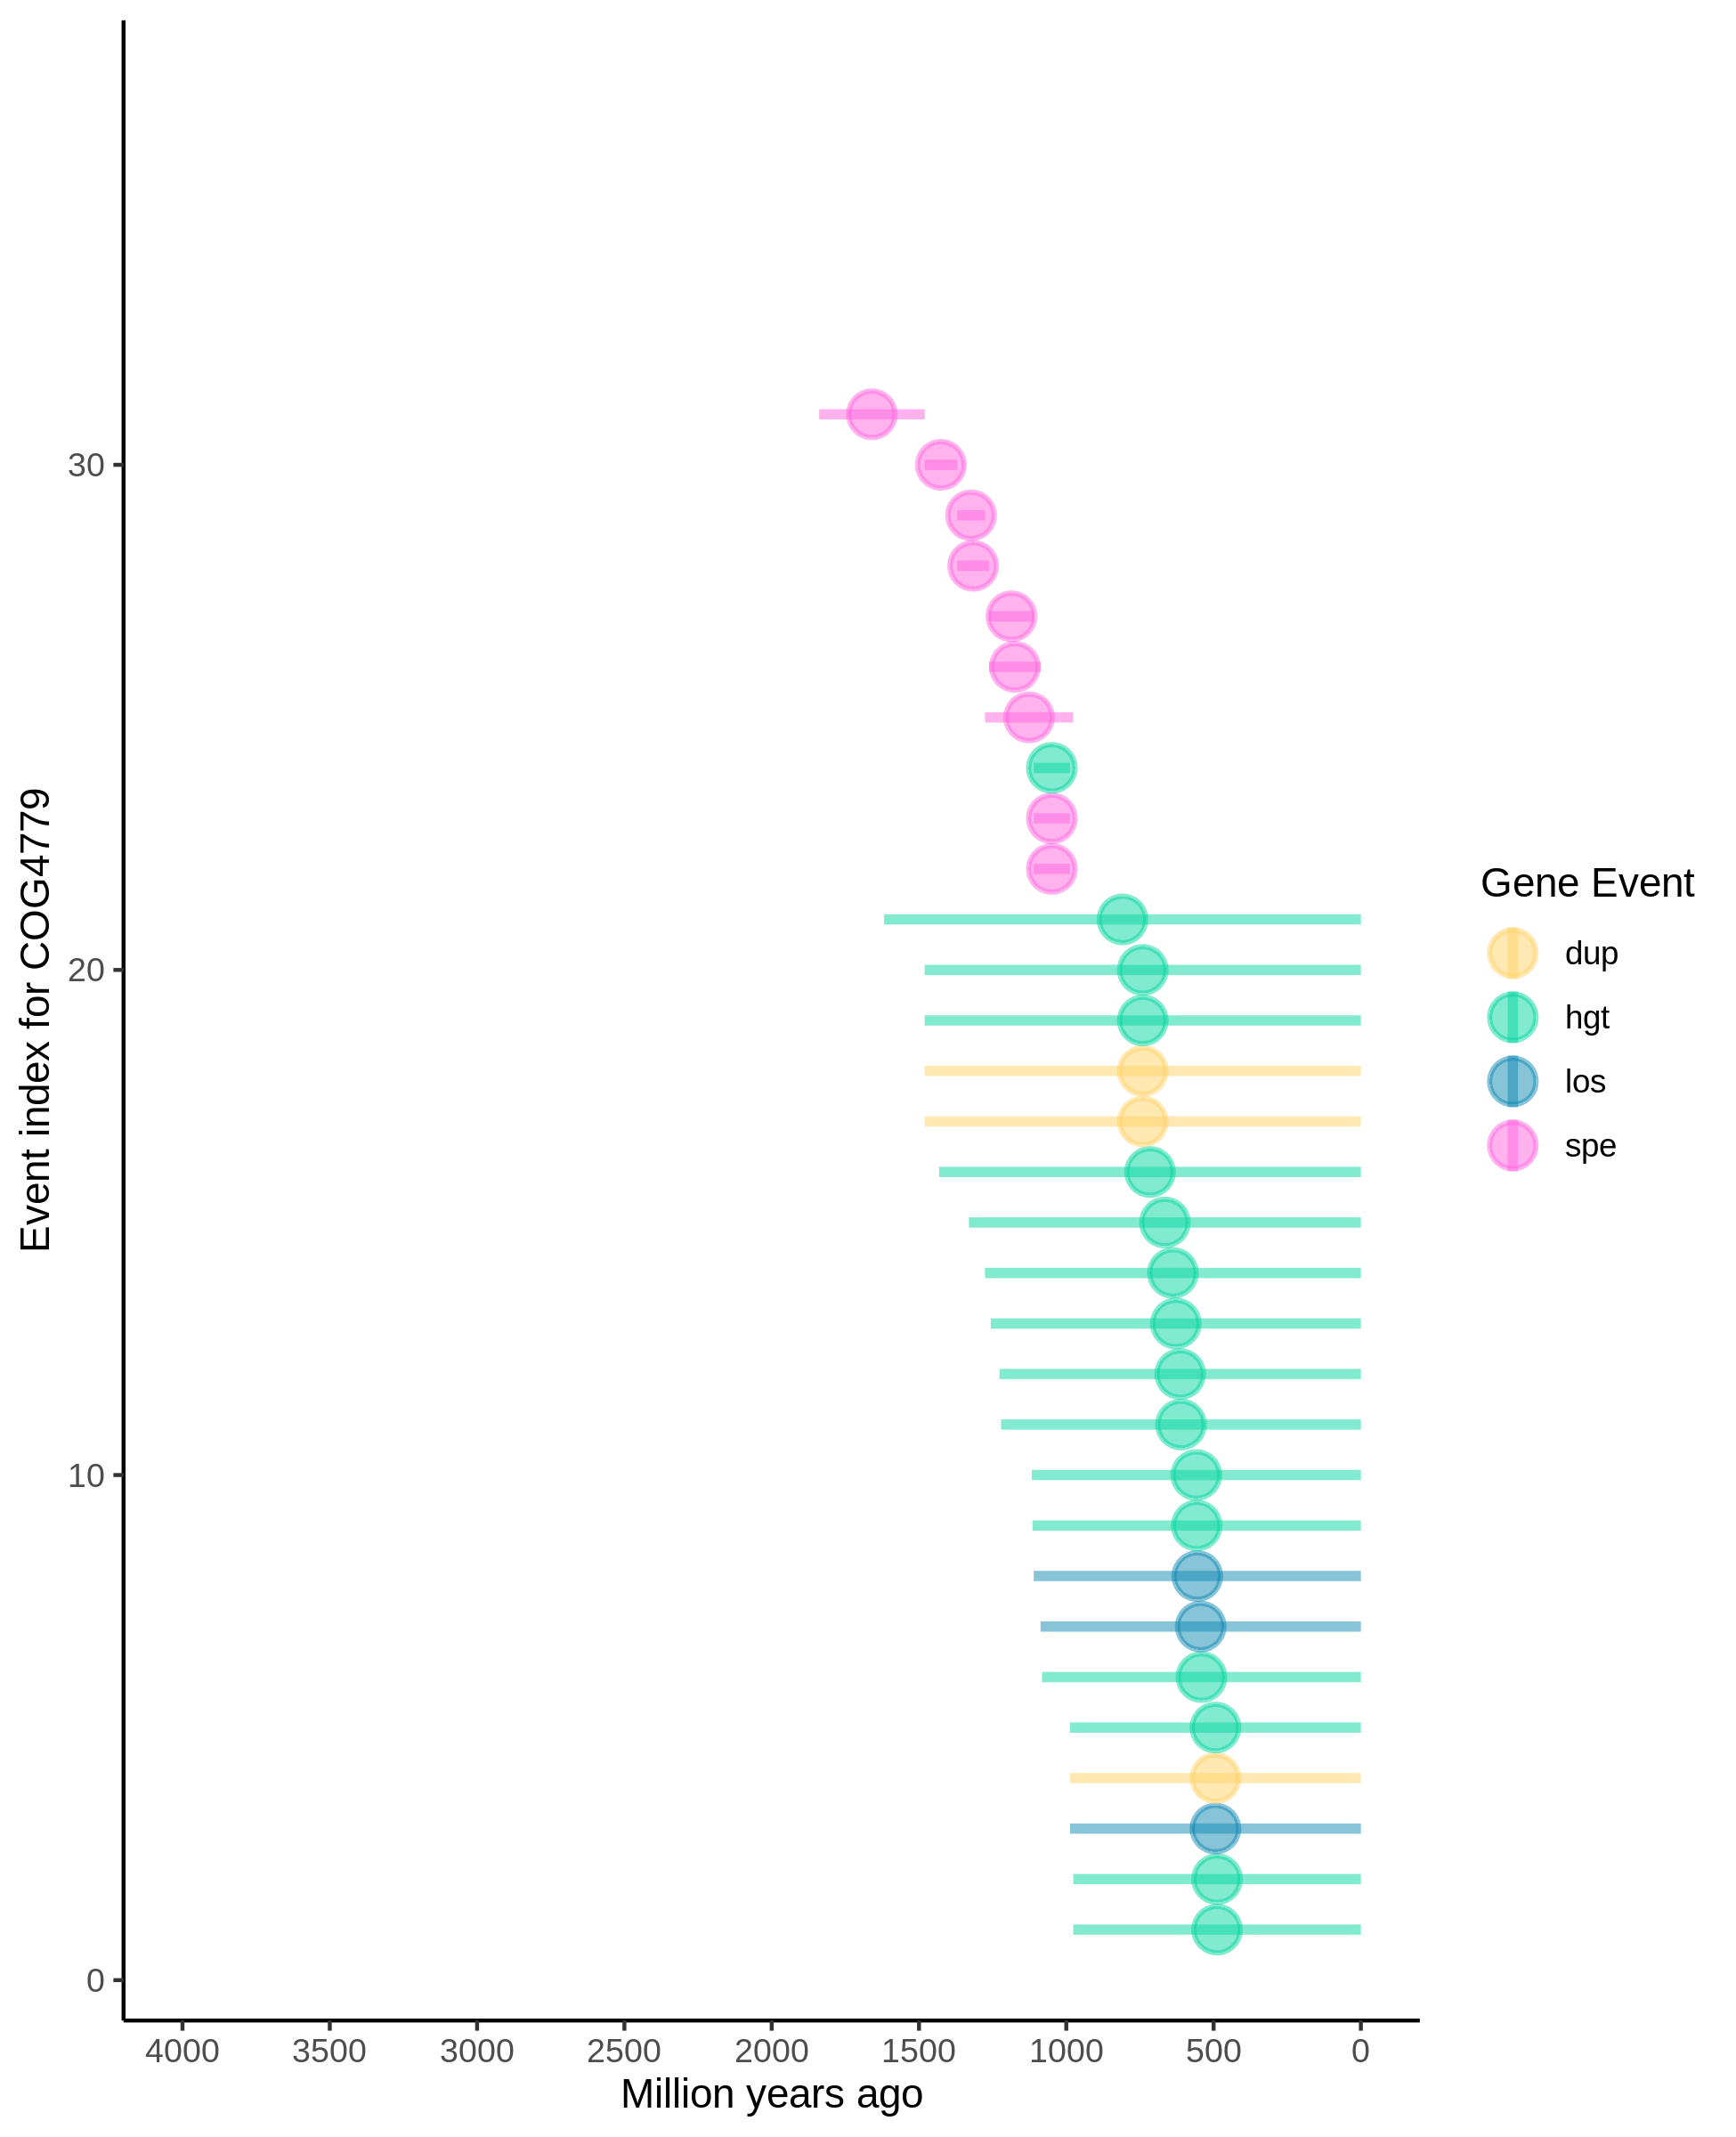 Event index for COG4779
30
20
10
0
4000 3500 3000 2500 2000 1500 1000 500 0
Million years ago
Gene Event
dup
hgt
los
spe